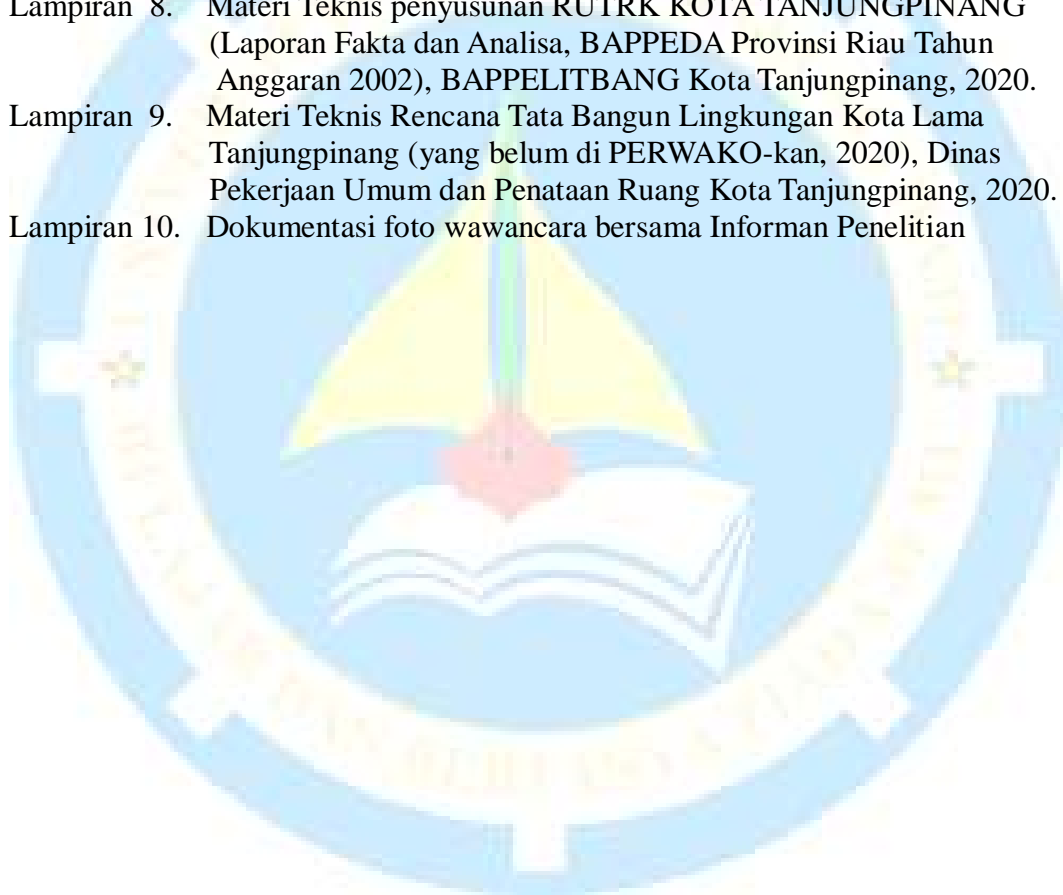 Lampiran 8. Materi Teknis penyusunan RUTRK KOTA TANJUNGPINANG
(Laporan Fakta dan Analisa, BAPPEDA Provinsi Riau Tahun
Anggaran 2002), BAPPELITBANG Kota Tanjungpinang, 2020.
Lampiran 9. Materi Teknis Rencana Tata Bangun Lingkungan Kota Lama
Tanjungpinang (yang belum di PERWAKO-kan, 2020), Dinas
Pekerjaan Umum dan Penataan Ruang Kota Tanjungpinang, 2020.
Lampiran 10. Dokumentasi foto wawancara bersama Informan Penelitian